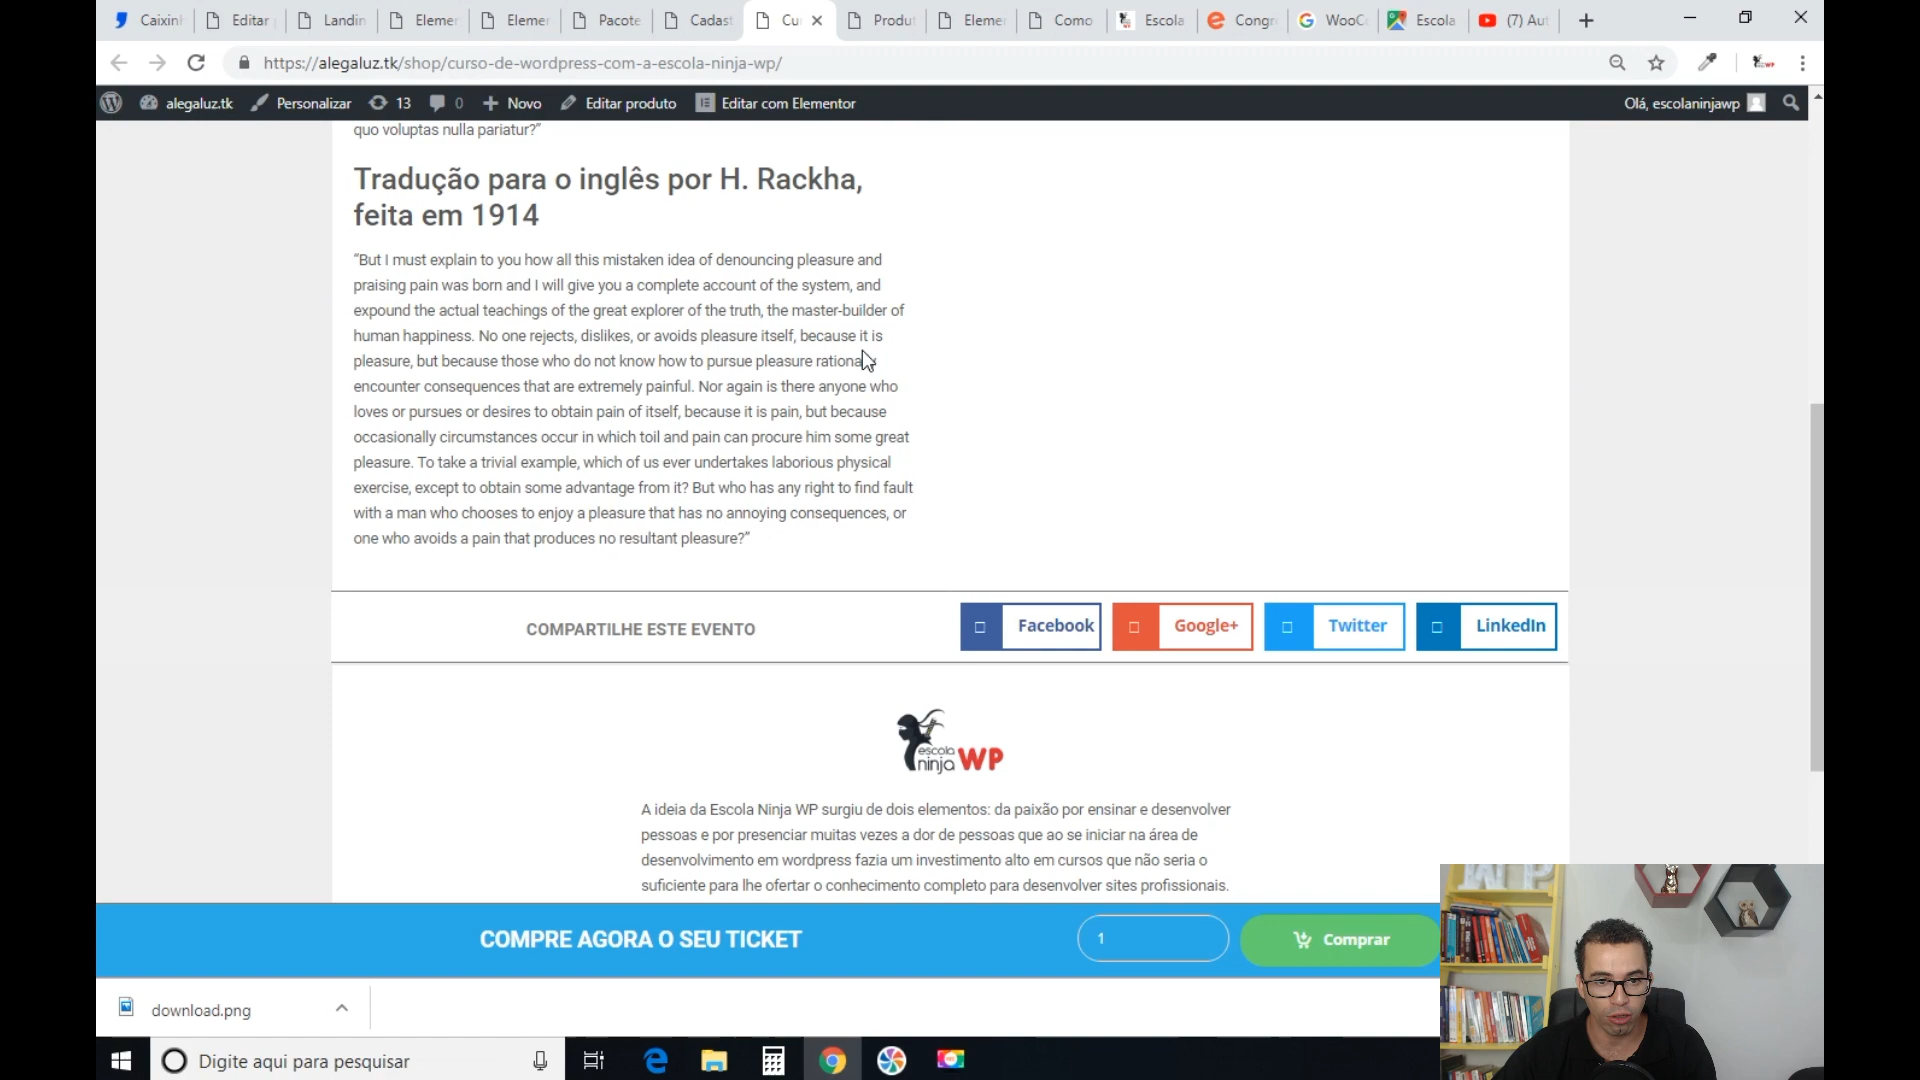 Caixinh
Editar
Landin
Elemen
Elemen
Pacote
Cadast
Cu
Produt
Elemen
Como
Escola
Congr
WooC
Escola
(7) Aut
https://alegaluz.tk/shop/curso-de-wordpress-com-a-escola-ninja-wp/
alegaluz.tk
Personalizar
13
0
Novo
Editar produto
Editar com Elementor
Olá, escolaninjawp
quo voluptas nulla pariatur?”
Tradução para o inglês por H. Rackha,
feita em 1914
“But I must explain to you how all this mistaken idea of denouncing pleasure and
praising pain was born and I will give you a complete account of the system, and
expound the actual teachings of the great explorer of the truth, the master-builder of
human happiness. No one rejects, dislikes, or avoids pleasure itself, because it is
pleasure, but because those who do not know how to pursue pleasure rationa
encounter consequences that are extremely painful. Nor again is there anyone who
loves or pursues or desires to obtain pain of itself, because it is pain, but because
occasionally circumstances occur in which toil and pain can procure him some great
pleasure. To take a trivial example, which of us ever undertakes laborious physical
exercise, except to obtain some advantage from it? But who has any right to find fault
with a man who chooses to enjoy a pleasure that has no annoying consequences, or
one who avoids a pain that produces no resultant pleasure?”
COMPARTILHE ESTE EVENTO
Facebook
Google+
Twitter
LinkedIn
escola
ninja WP
A ideia da Escola Ninja WP surgiu de dois elementos: da paixão por ensinar e desenvolver
pessoas e por presenciar muitas vezes a dor de pessoas que ao se iniciar na área de
desenvolvimento em wordpress fazia um investimento alto em cursos que não seria o
suficiente para lhe ofertar o conhecimento completo para desenvolver sites profissionais.
WP
COMPRE AGORA O SEU TICKET
1
Comprar
download.png
Digite aqui para pesquisar